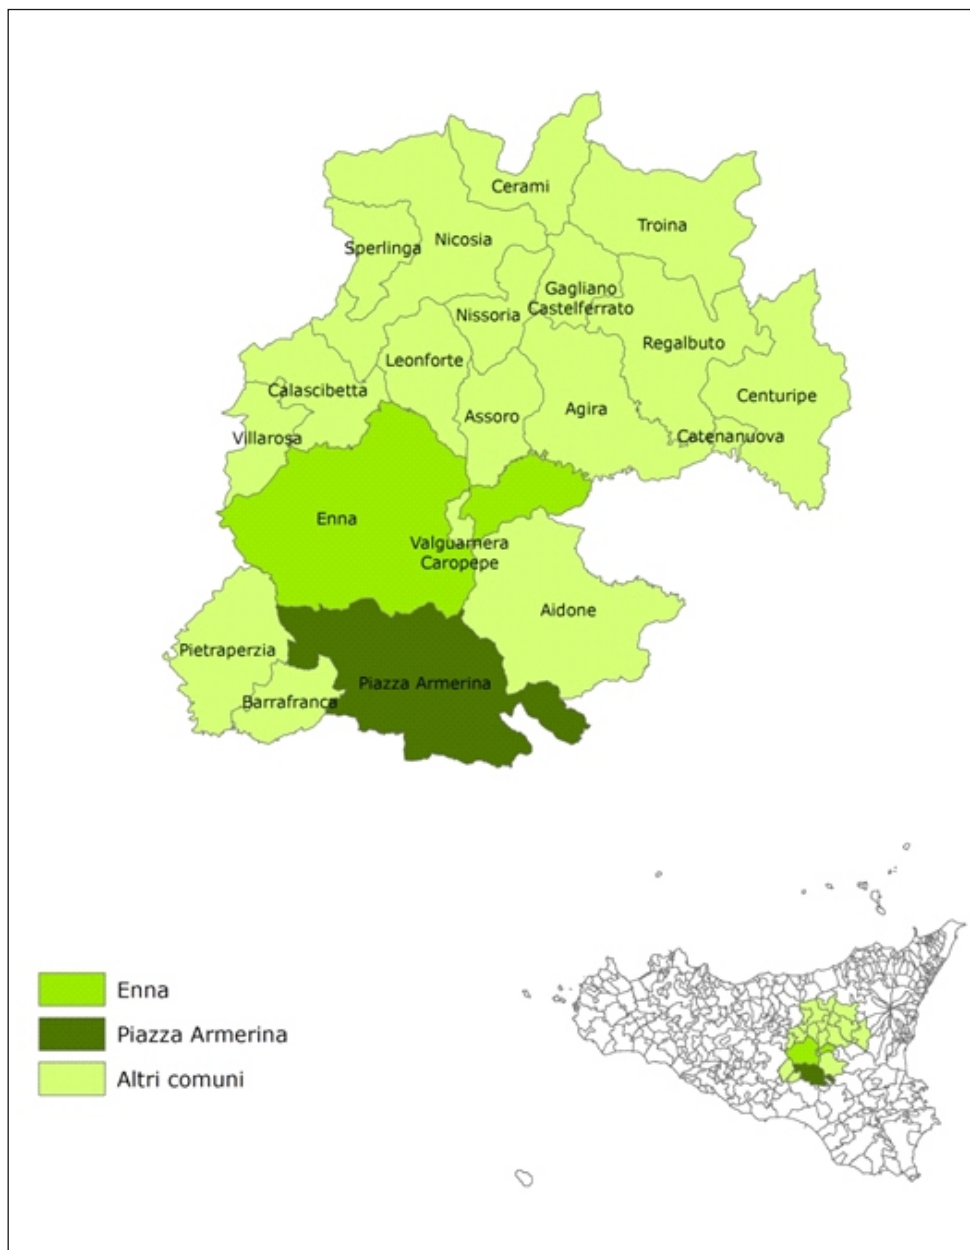 Cerami
Troina
Nicosia
Sperlinga
Gagliano
Castelferrato
Nissoria
Regalbuto
Leonforte
Calascibetta
Centuripe
Agira
Assoro
Villarosa
Catenanuova
Enna
Valguarnera
Caropepe
Aidone
Pietraperzia
Piazza Armerina
Barrafranca
Enna
Piazza Armerina
Altri comuni